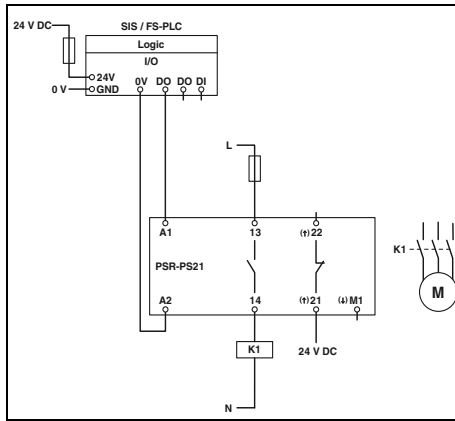 24 V DC
SIS / FS-PLC
Logic
I/O
24V
0V DO DO DI
0 V GND
L
A1 13 (†) 22
PSR-PS21
K1
M
A2 14 (†) 21 (↓) M1
K1
24 V DC
N